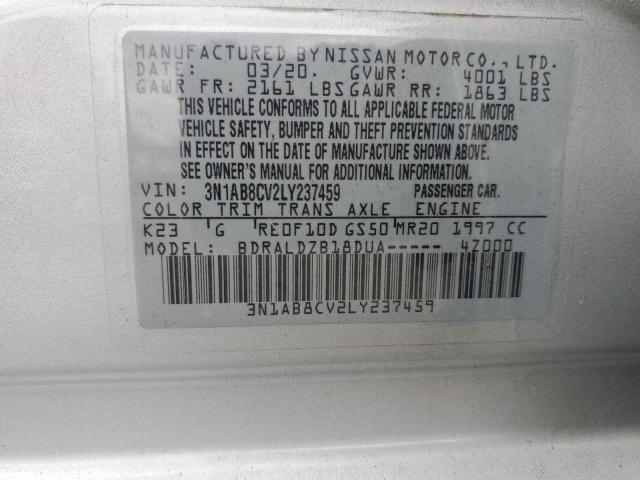 MANUFACTURED BY NISSAN MOTOR CO., LTD.
DATE: 03/20. GVWR: 4001 LBS
GAWR FR: 2161 LBS GAWR RR: 1863 LBS
THIS VEHICLE CONFORMS TO ALL APPLICABLE FEDERAL MOTOR
VEHICLE SAFETY, BUMPER AND THEFT PREVENTION STANDARDS
IN EFFECT ON THE DATE OF MANUFACTURE SHOWN ABOVE.
SEE OWNER'S MANUAL FOR ADDITIONAL INFORMATION.
VIN: 3N1AB8CV2LY237459 PASSENGER CAR.
COLOR TRIM TRANS AXLE ENGINE
K23 G RE0F10D GS50 MR20 1997 CC
MODEL: BDRALDZB18DUA----- 4Z000
3N1AB8CV2LY237459